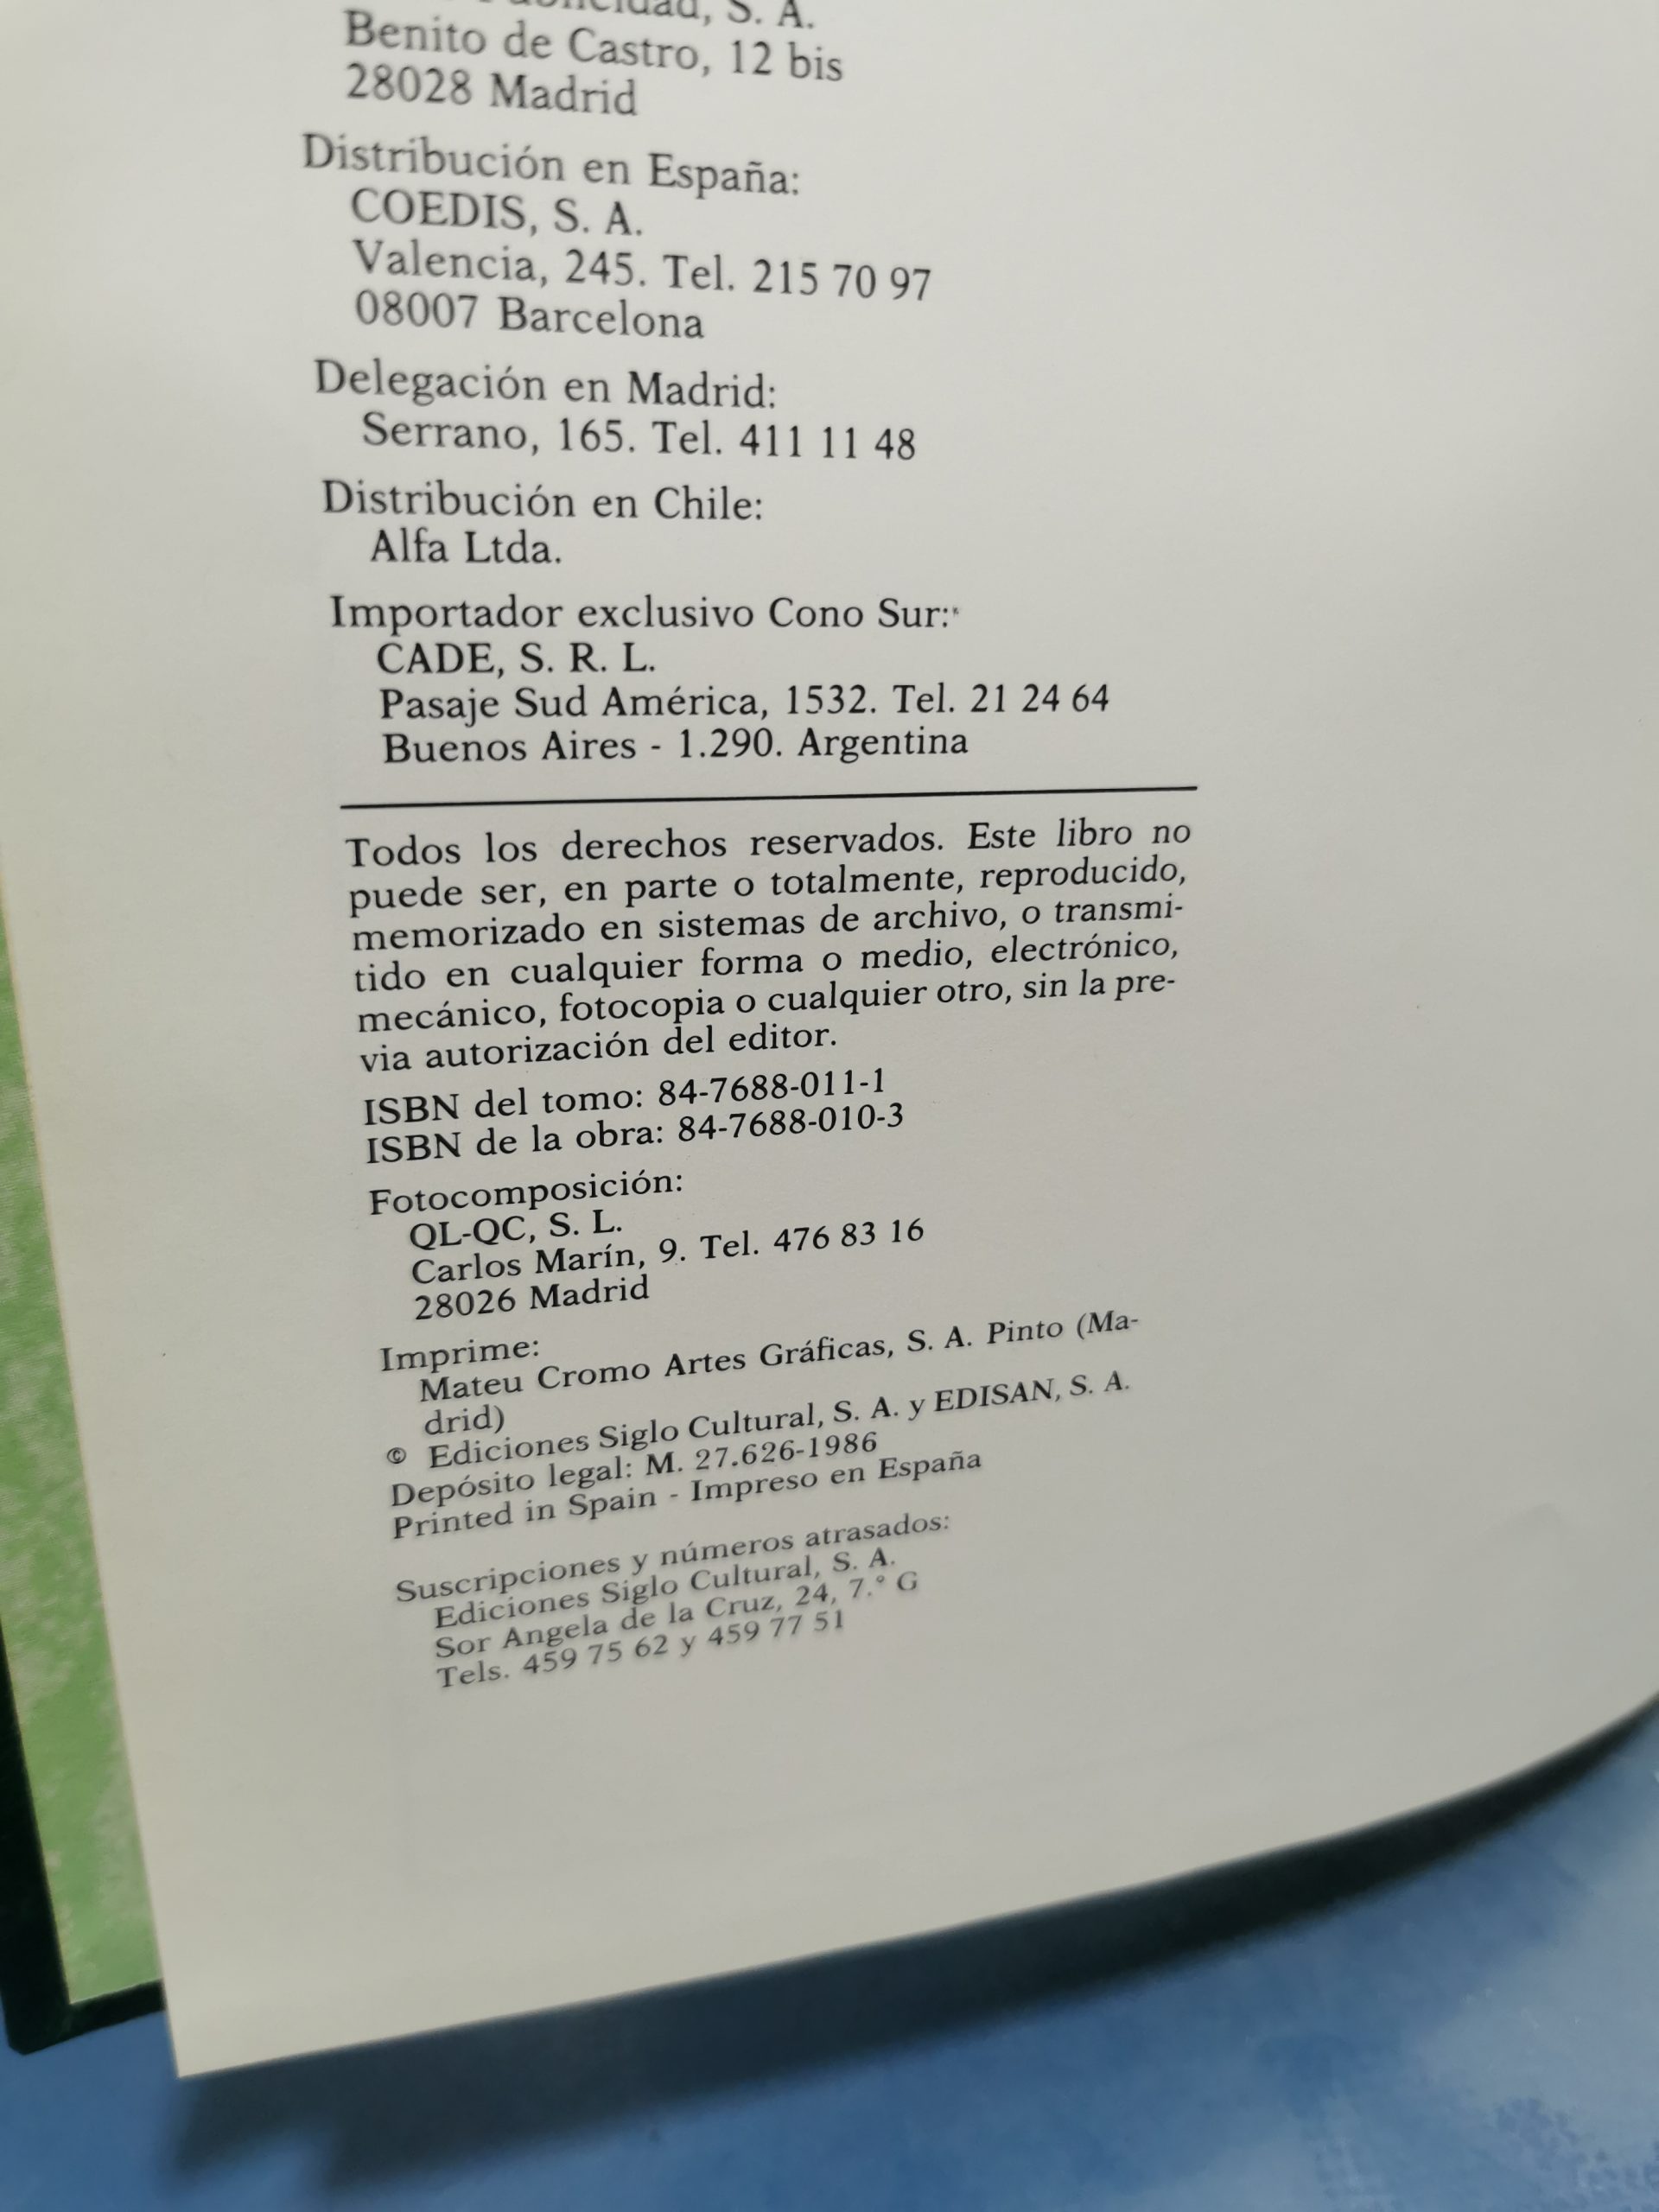 Publicidad, S. A.
Benito de Castro, 12 bis
28028 Madrid
Distribución en España:
COEDIS, S. A.
Valencia, 245. Tel. 215 70 97
08007 Barcelona
Delegación en Madrid:
Serrano, 165. Tel. 411 11 48
Distribución en Chile:
Alfa Ltda.
Importador exclusivo Cono Sur:
CADE, S. R. L.
Pasaje Sud América, 1532. Tel. 21 24 64
Buenos Aires - 1.290. Argentina
Todos los derechos reservados. Este libro no
puede ser, en parte o totalmente, reproducido,
memorizado en sistemas de archivo, o transmi-
tido en cualquier forma o medio, electrónico,
mecánico, fotocopia o cualquier otro, sin la pre-
via autorización del editor.
ISBN del tomo: 84-7688-011-1
ISBN de la obra: 84-7688-010-3
Fotocomposición:
QL-QC, S. L.
Carlos Marín, 9. Tel. 476 83 16
28026 Madrid
Imprime:
Mateu Cromo Artes Gráficas, S. A. Pinto (Ma-
drid)
© Ediciones Siglo Cultural, S. A. y EDISAN, S. A.
Depósito legal: M. 27.626-1986
Printed in Spain - Impreso en España
Suscripciones y números atrasados:
Ediciones Siglo Cultural, S. A.
Sor Angela de la Cruz, 24, 7.° G
Tels. 459 75 62 y 459 77 51